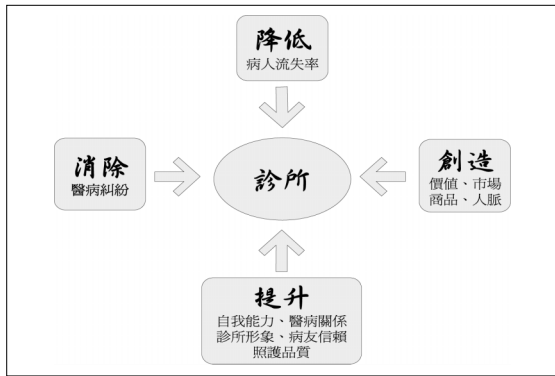 降低
病人流失率
消除
醫病糾紛
診所
創造
價值、市場
商品、人脈
提升
自我能力、醫病關係
診所形象、病友信賴
照護品質